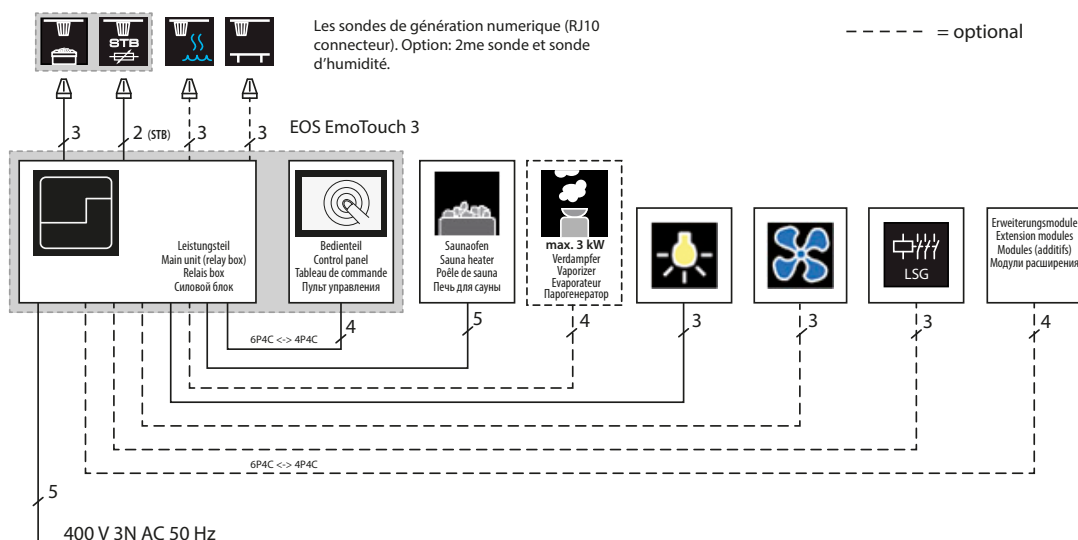 STB
Les sondes de génération numerique (RJ10
connecteur). Option: 2me sonde et sonde
d'humidité.
= optional
3
2 (STB)
3
3
EOS EmoTouch 3
Leistungsteil
Main unit (relay box)
Relais box
Силовой блок
Bedienteil
Control panel
Tableau de commande
Пульт управления
Saunaofen
Sauna heater
Poêle de sauna
Печь для сауны
max. 3 kW
Verdampfer
Vaporizer
Evaporateur
Парогенератор
LSG
Erweiterungsmodule
Extension modules
Modules (additifs)
Модули расширения
4
5
4
3
3
3
4
6P4C <-> 4P4C
6P4C <-> 4P4C
5
400 V 3N AC 50 Hz